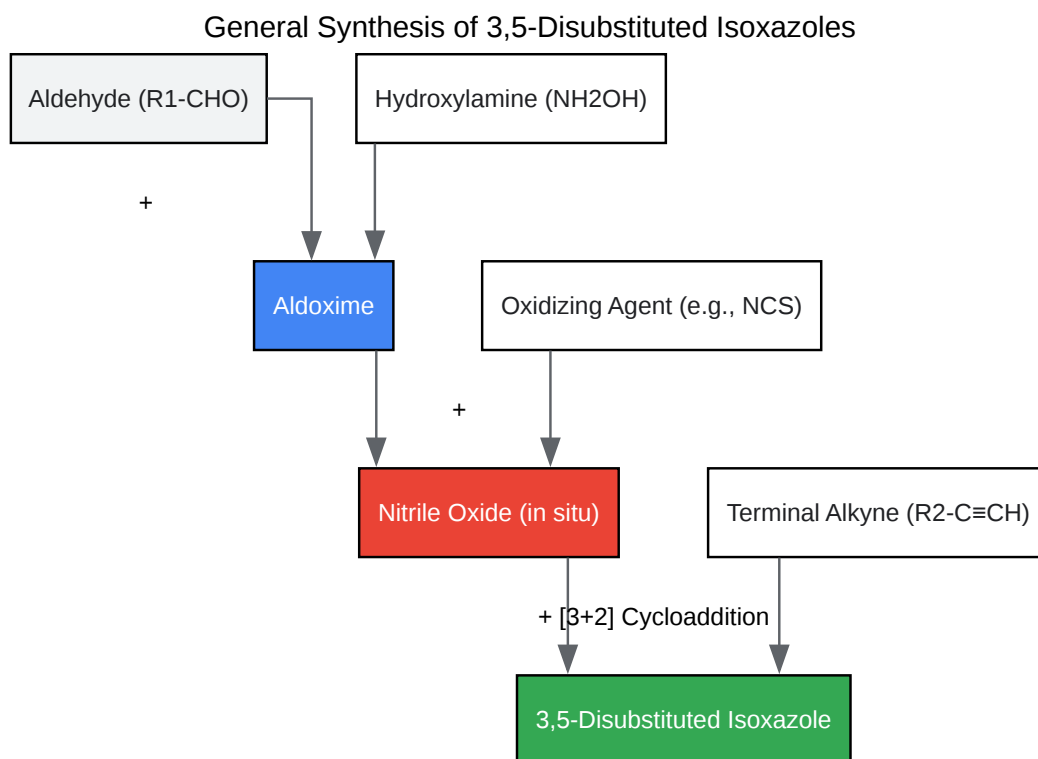 General Synthesis of 3,5-Disubstituted Isoxazoles
Aldehyde (R1-CHO)
Hydroxylamine (NH2OH)
+
Aldoxime
Oxidizing Agent (e.g., NCS)
+
Nitrile Oxide (in situ)
Terminal Alkyne (R2-C≡CH)
+ [3+2] Cycloaddition
3,5-Disubstituted Isoxazole